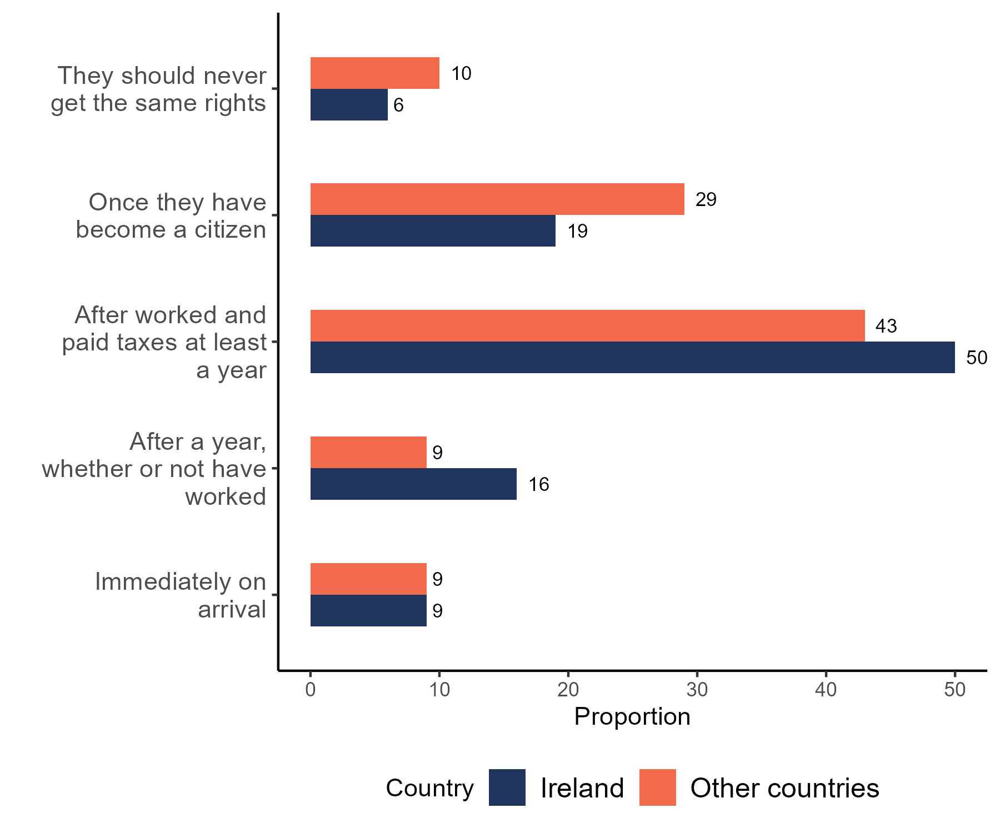 They should never
get the same rights
10
6
Once they have
become a citizen
29
19
After worked and
paid taxes at least
a year
43
50
After a year,
whether or not have
worked
9
16
Immediately on
arrival
9
9
0 10 20 30 40 50
Proportion
Country Ireland Other countries